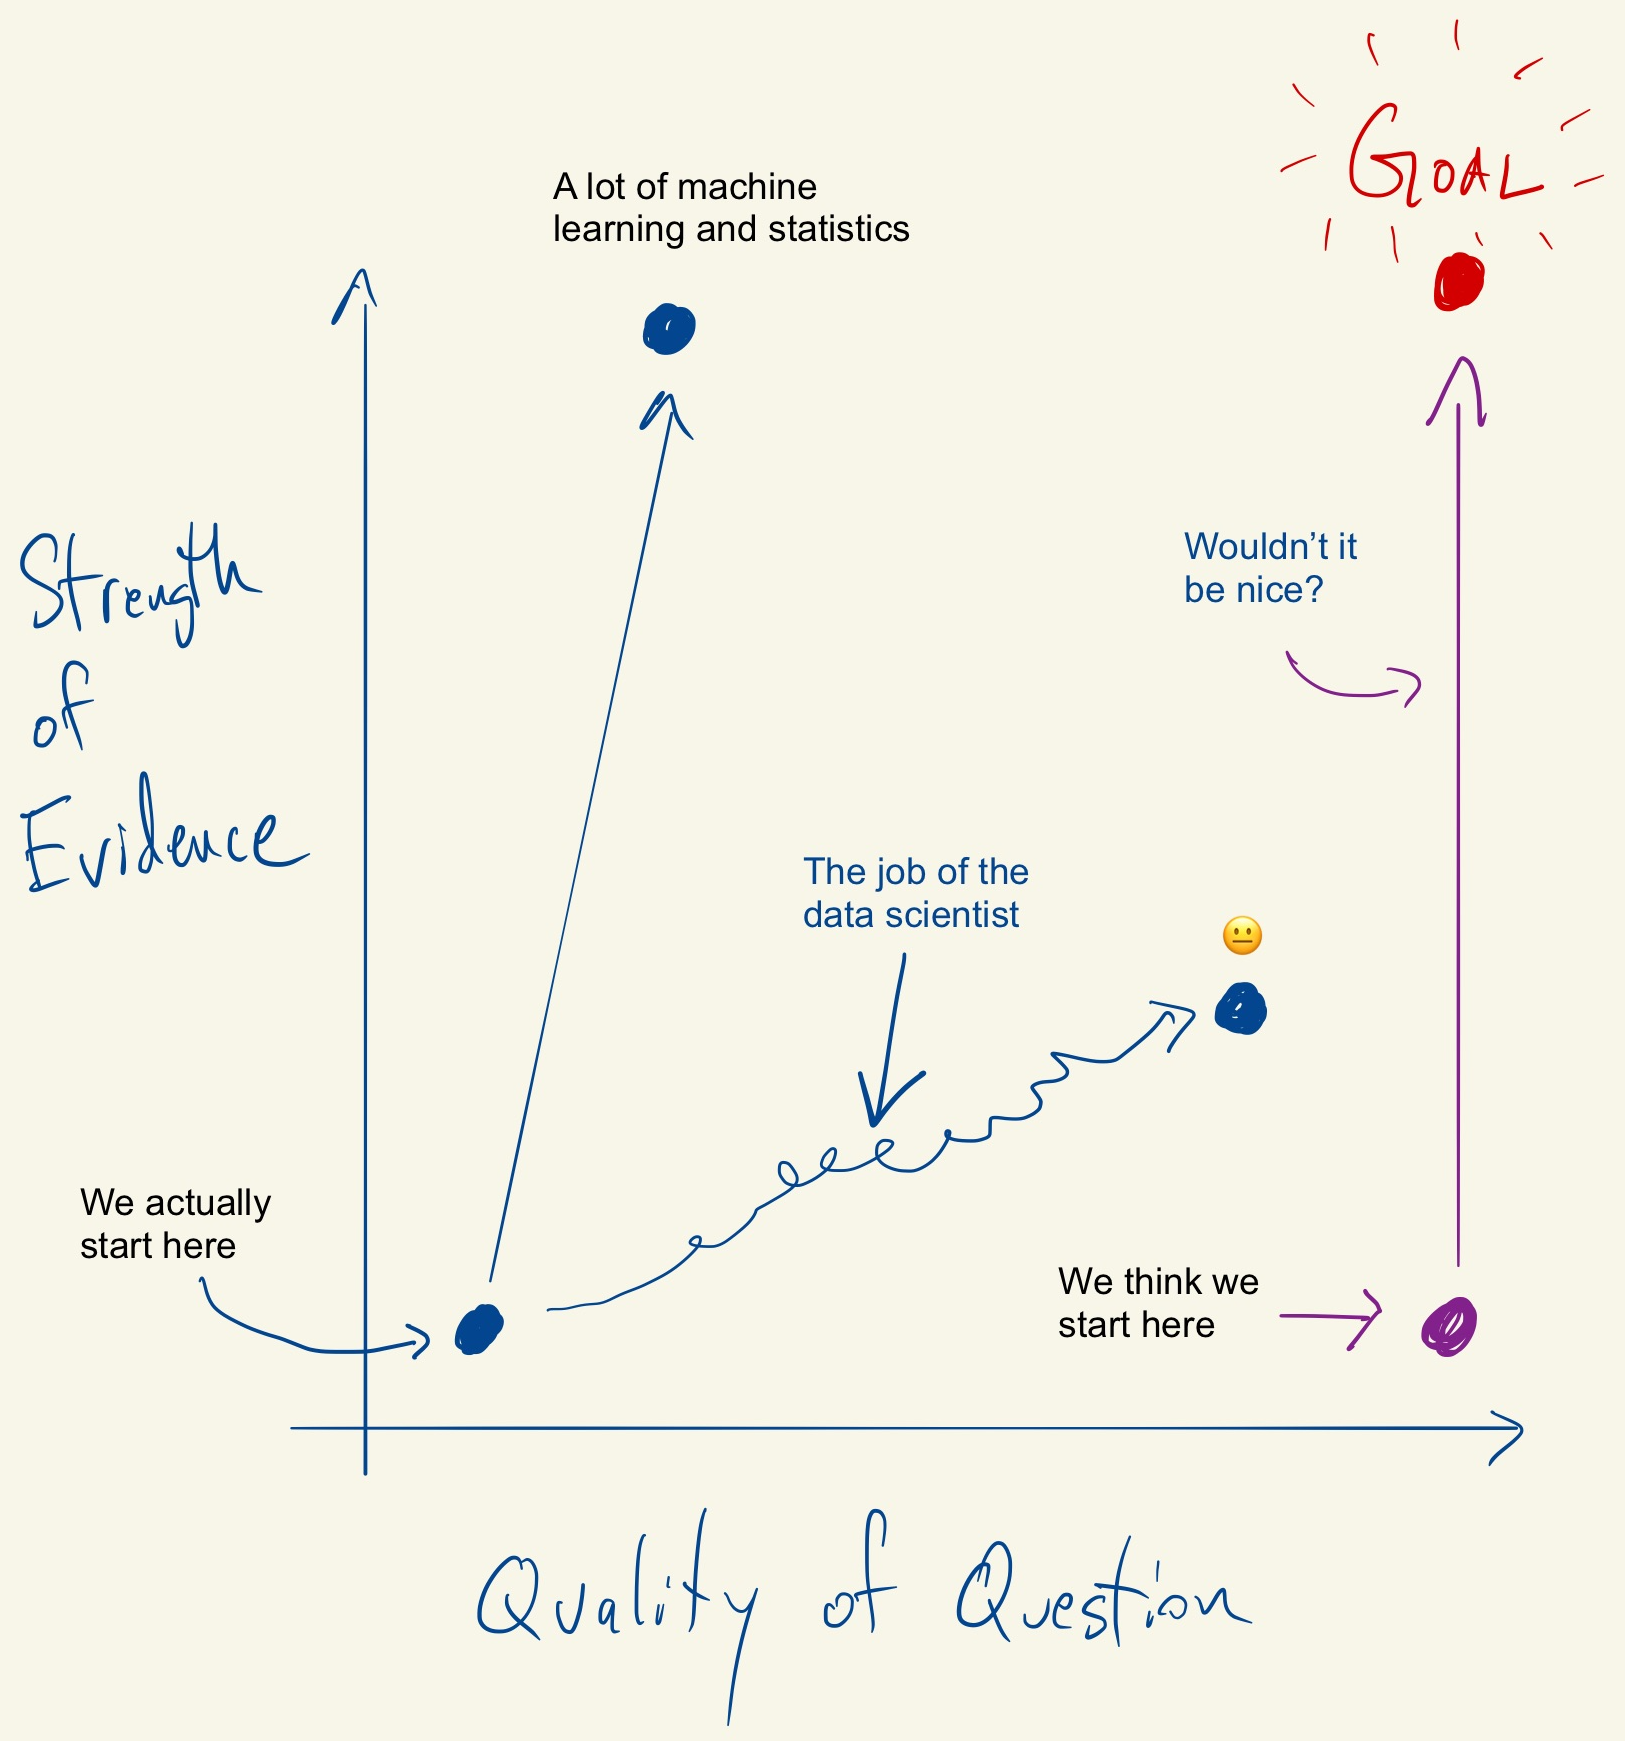 GOAL
A lot of machine
learning and statistics
Strength
of
Evidence
Wouldn’t it
be nice?
The job of the
data scientist
We actually
start here
We think we
start here
Quality of Question